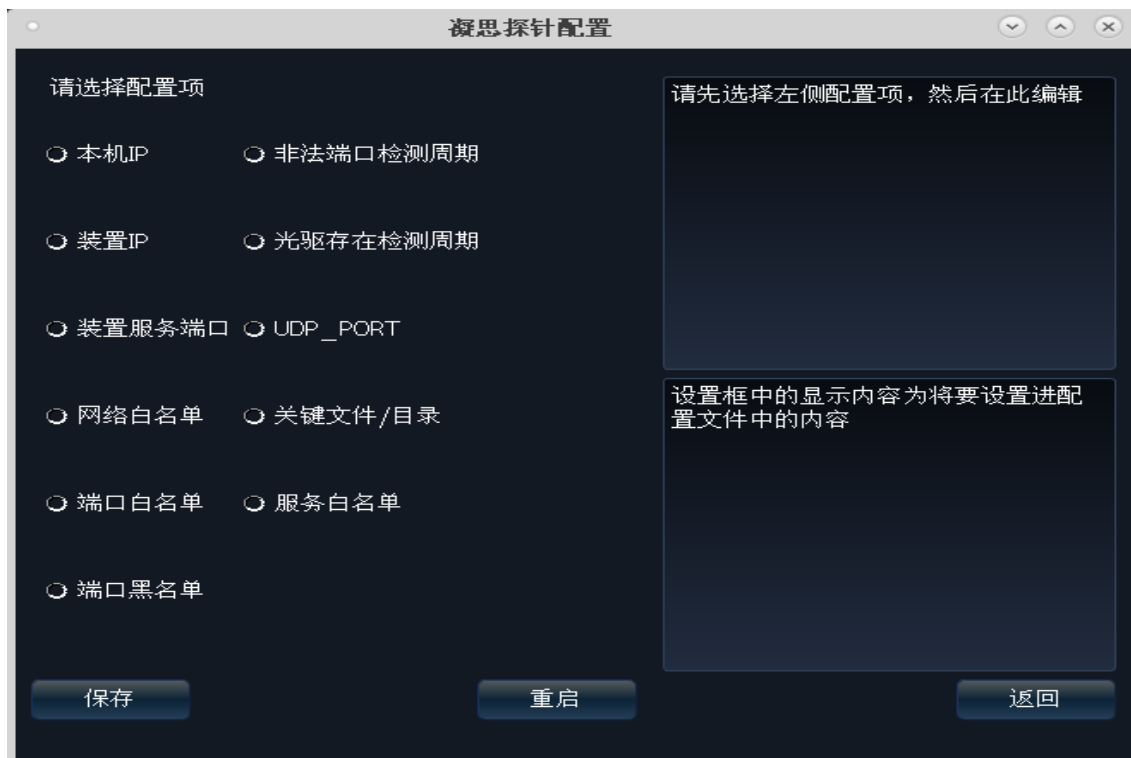 凝思探针配置
请选择配置项
请先选择左侧配置项，然后在此编辑
本机IP
非法端口检测周期
装置IP
光驱存在检测周期
装置服务端口
UDP_PORT
网络白名单
关键文件/目录
端口白名单
服务白名单
端口黑名单
设置框中的显示内容为将要设置进配
置文件中的内容
保存
重启
返回